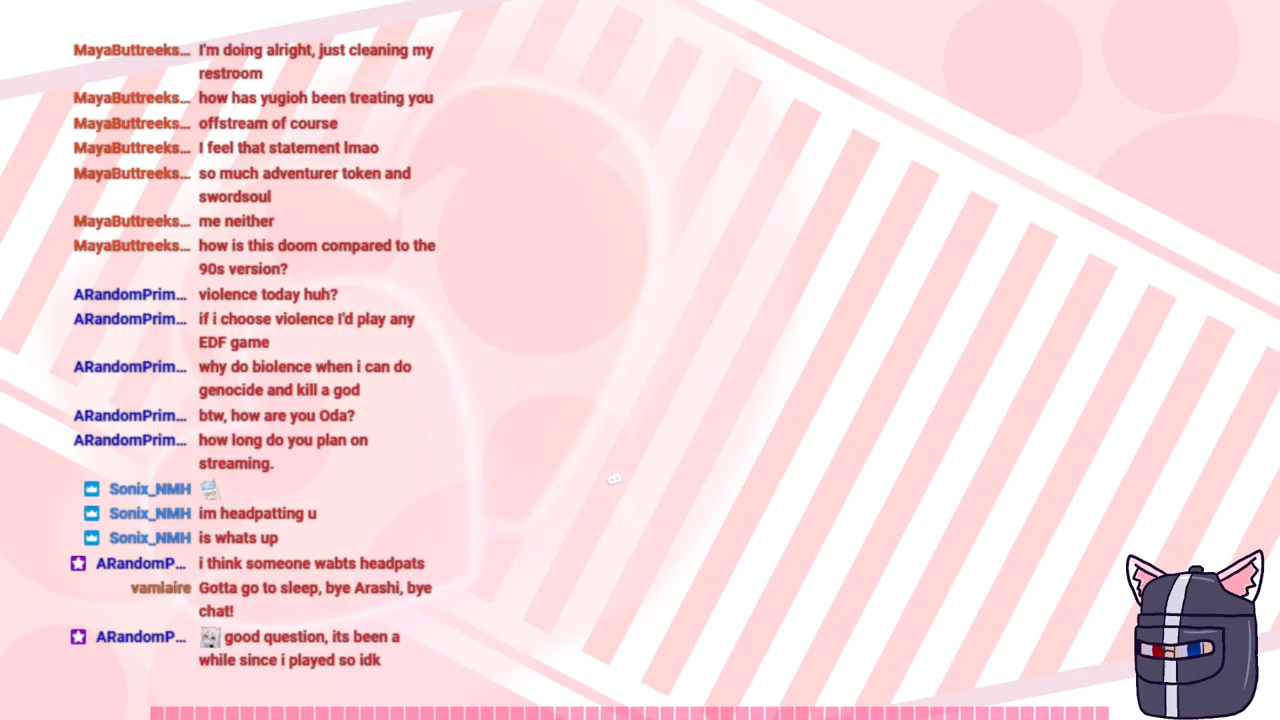 MayaButtreeks... I'm doing alright, just cleaning my
restroom
MayaButtreeks... how has yugioh been treating you
MayaButtreeks... offstream of course
MayaButtreeks... I feel that statement lmao
MayaButtreeks... so much adventurer token and
swordsoul
MayaButtreeks... me neither
MayaButtreeks... how is this doom compared to the
90s version?
ARandomPrim... violence today huh?
ARandomPrim... if i choose violence I'd play any
EDF game
ARandomPrim... why do biolence when i can do
genocide and kill a god
ARandomPrim... btw, how are you Oda?
ARandomPrim... how long do you plan on
streaming.
Sonix_NMH
Sonix_NMH im headpatting u
Sonix_NMH is whats up
ARandomP... i think someone wabts headpats
vamlaire Gotta go to sleep, bye Arashi, bye
chat!
ARandomP... good question, its been a
while since i played so idk